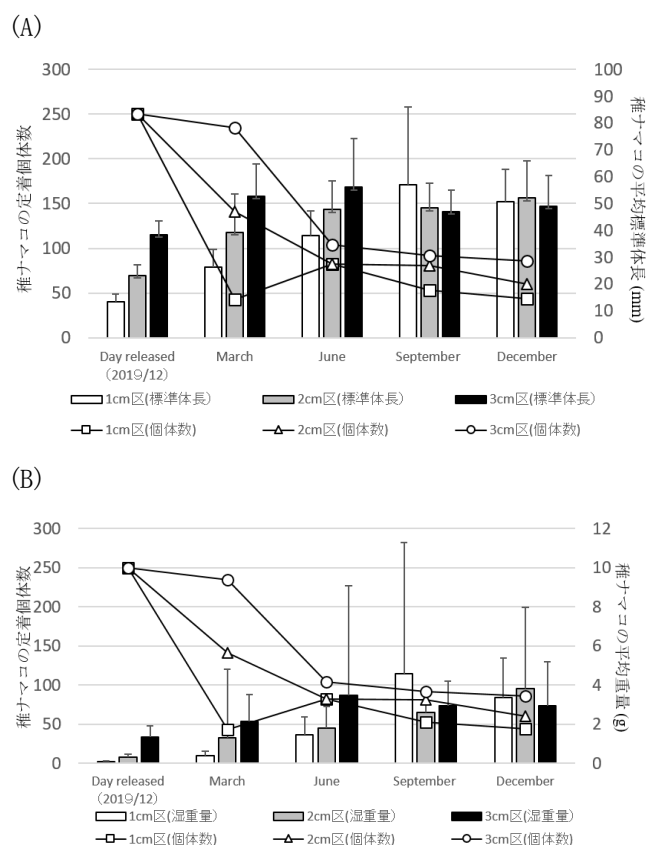 (A)
300
250
200
150
100
50
0
稚ナマコの定着個体数
100
90
80
70
60
50
40
30
20
10
0
稚ナマコの平均標準体長 (mm)
Day released March June September December
(2019/12)
1cm区(標準体長) 2cm区(標準体長) 3cm区(標準体長)
1cm区(個体数) 2cm区(個体数) 3cm区(個体数)
(B)
300
250
200
150
100
50
0
稚ナマコの定着個体数
12
10
8
6
4
2
0
稚ナマコの平均重量 (g)
Day released March June September December
(2019/12)
1cm区(湿重量) 2cm区(湿重量) 3cm区(湿重量)
1cm区(個体数) 2cm区(個体数) 3cm区(個体数)